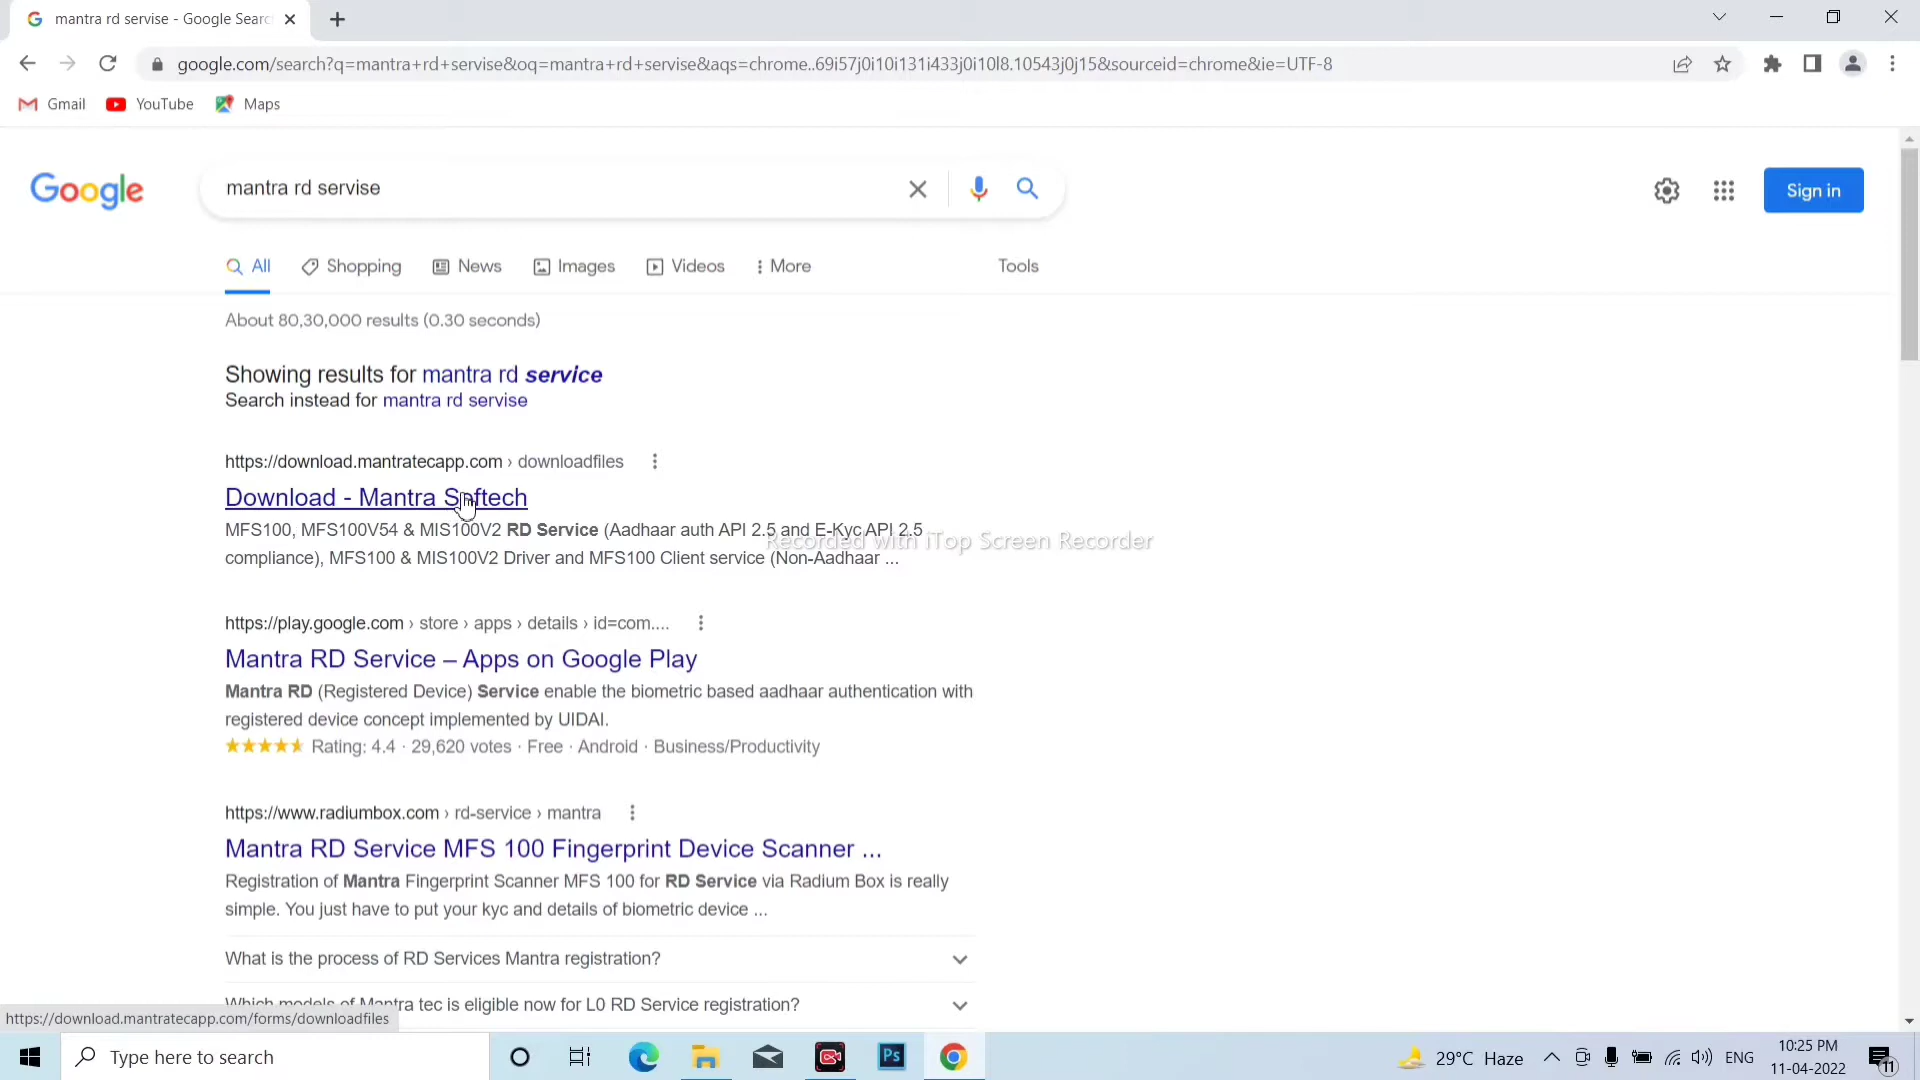 mantra rd servise - Google Searc
google.com/search?q=mantra+rd+servise&oq=mantra+rd+servise&aqs=chrome..69i57j0i10i131i433j0i10l8.10543j0j15&sourceid=chrome&ie=UTF-8
Gmail YouTube Maps
Google mantra rd servise Sign in
All Shopping News Images Videos More Tools
About 80,30,000 results (0.30 seconds)
Showing results for mantra rd service
Search instead for mantra rd servise
https://download.mantratecapp.com › downloadfiles
Download - Mantra Softech
MFS100, MFS100V54 & MIS100V2 RD Service (Aadhaar auth API 2.5 and E-Kyc API 2.5
Recorded with iTop Screen Recorder
compliance), MFS100 & MIS100V2 Driver and MFS100 Client service (Non-Aadhaar ...
https://play.google.com › store › apps › details › id=com....
Mantra RD Service – Apps on Google Play
Mantra RD (Registered Device) Service enable the biometric based aadhaar authentication with
registered device concept implemented by UIDAI.
Rating: 4.4 · 29,620 votes · Free · Android · Business/Productivity
https://www.radiumbox.com › rd-service › mantra
Mantra RD Service MFS 100 Fingerprint Device Scanner ...
Registration of Mantra Fingerprint Scanner MFS 100 for RD Service via Radium Box is really
simple. You just have to put your kyc and details of biometric device ...
What is the process of RD Services Mantra registration?
Which models of Mantra tec is eligible now for L0 RD Service registration?
https://download.mantratecapp.com/forms/downloadfiles
Type here to search Ps 29°C Haze ENG 10:25 PM
11-04-2022 11